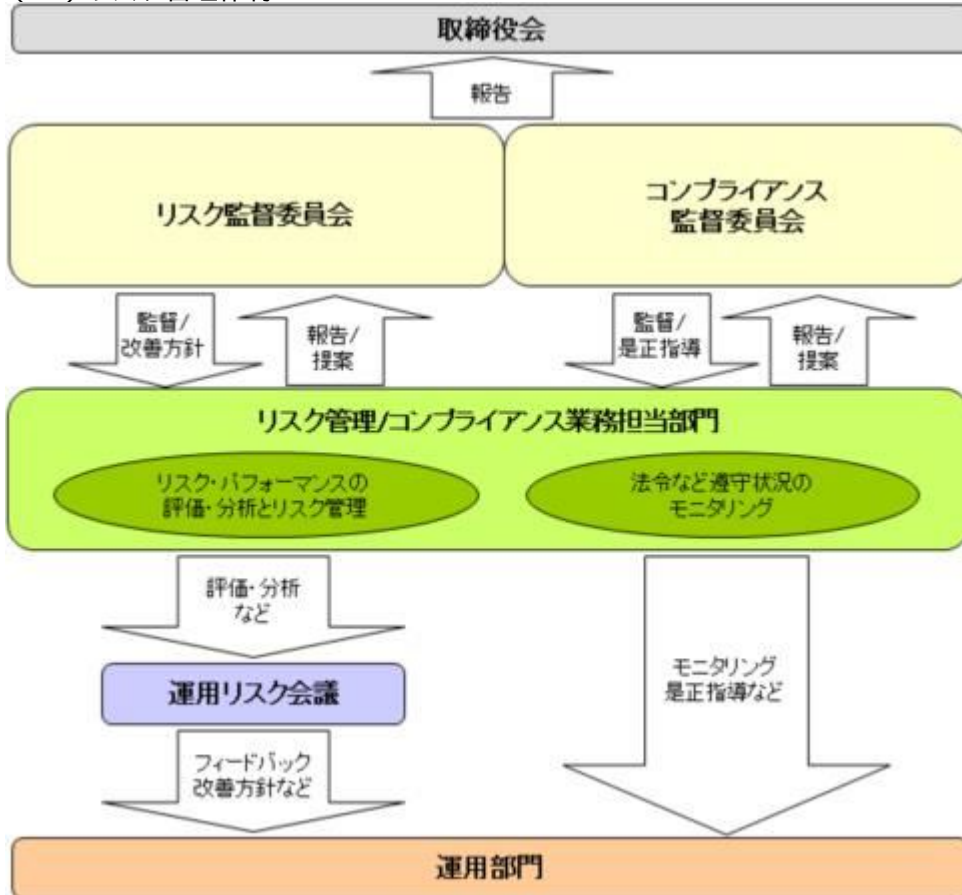 取締役会
報告
リスク監督委員会
コンプライアンス
監督委員会
監督/
改善方針
報告/
提案
監督/
是正指導
報告/
提案
リスク管理/コンプライアンス業務担当部門
リスク・パフォーマンスの
評価・分析とリスク管理
法令など遵守状況の
モニタリング
評価・分析
など
運用リスク会議
モニタリング
是正指導など
フィードバック
改善方針など
運用部門